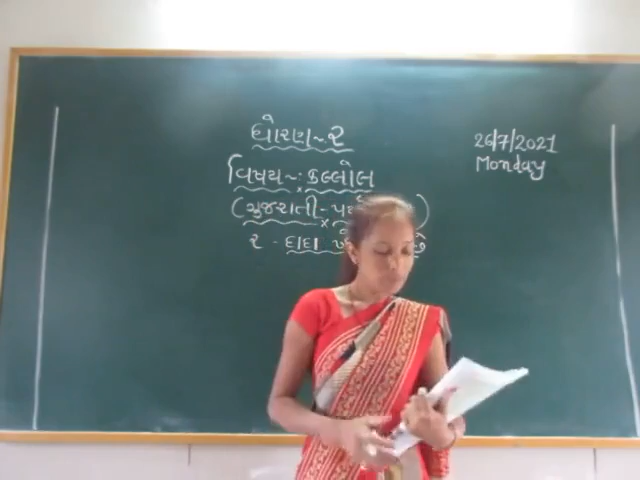 ધોરણ~૨
વિષય~: કલ્લોલ
(ગુજરાતી -
૨ - દાદા છે
26/7/2021
Monday